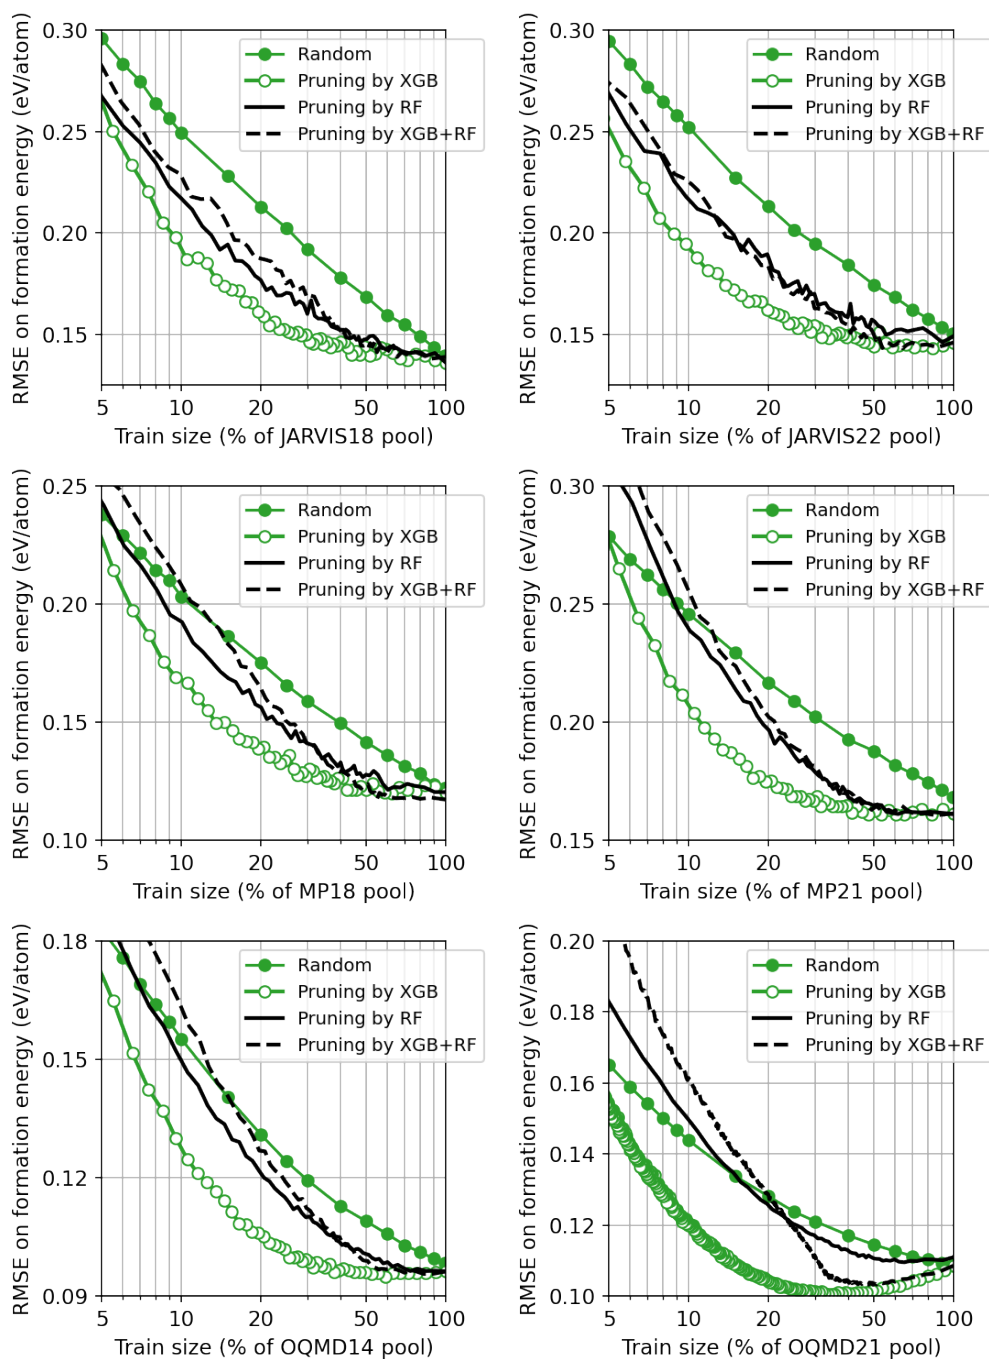 RMSE on formation energy (eV/atom)
0.30
0.25
0.20
0.15
Random
Pruning by XGB
Pruning by RF
Pruning by XGB+RF
5 10 20 50 100
Train size (% of JARVIS18 pool)
RMSE on formation energy (eV/atom)
0.30
0.25
0.20
0.15
Random
Pruning by XGB
Pruning by RF
Pruning by XGB+RF
5 10 20 50 100
Train size (% of JARVIS22 pool)
RMSE on formation energy (eV/atom)
0.25
0.20
0.15
0.10
Random
Pruning by XGB
Pruning by RF
Pruning by XGB+RF
5 10 20 50 100
Train size (% of MP18 pool)
RMSE on formation energy (eV/atom)
0.30
0.25
0.20
0.15
Random
Pruning by XGB
Pruning by RF
Pruning by XGB+RF
5 10 20 50 100
Train size (% of MP21 pool)
RMSE on formation energy (eV/atom)
0.18
0.15
0.12
0.09
Random
Pruning by XGB
Pruning by RF
Pruning by XGB+RF
5 10 20 50 100
Train size (% of OQMD14 pool)
RMSE on formation energy (eV/atom)
0.20
0.18
0.16
0.14
0.12
0.10
Random
Pruning by XGB
Pruning by RF
Pruning by XGB+RF
5 10 20 50 100
Train size (% of OQMD21 pool)